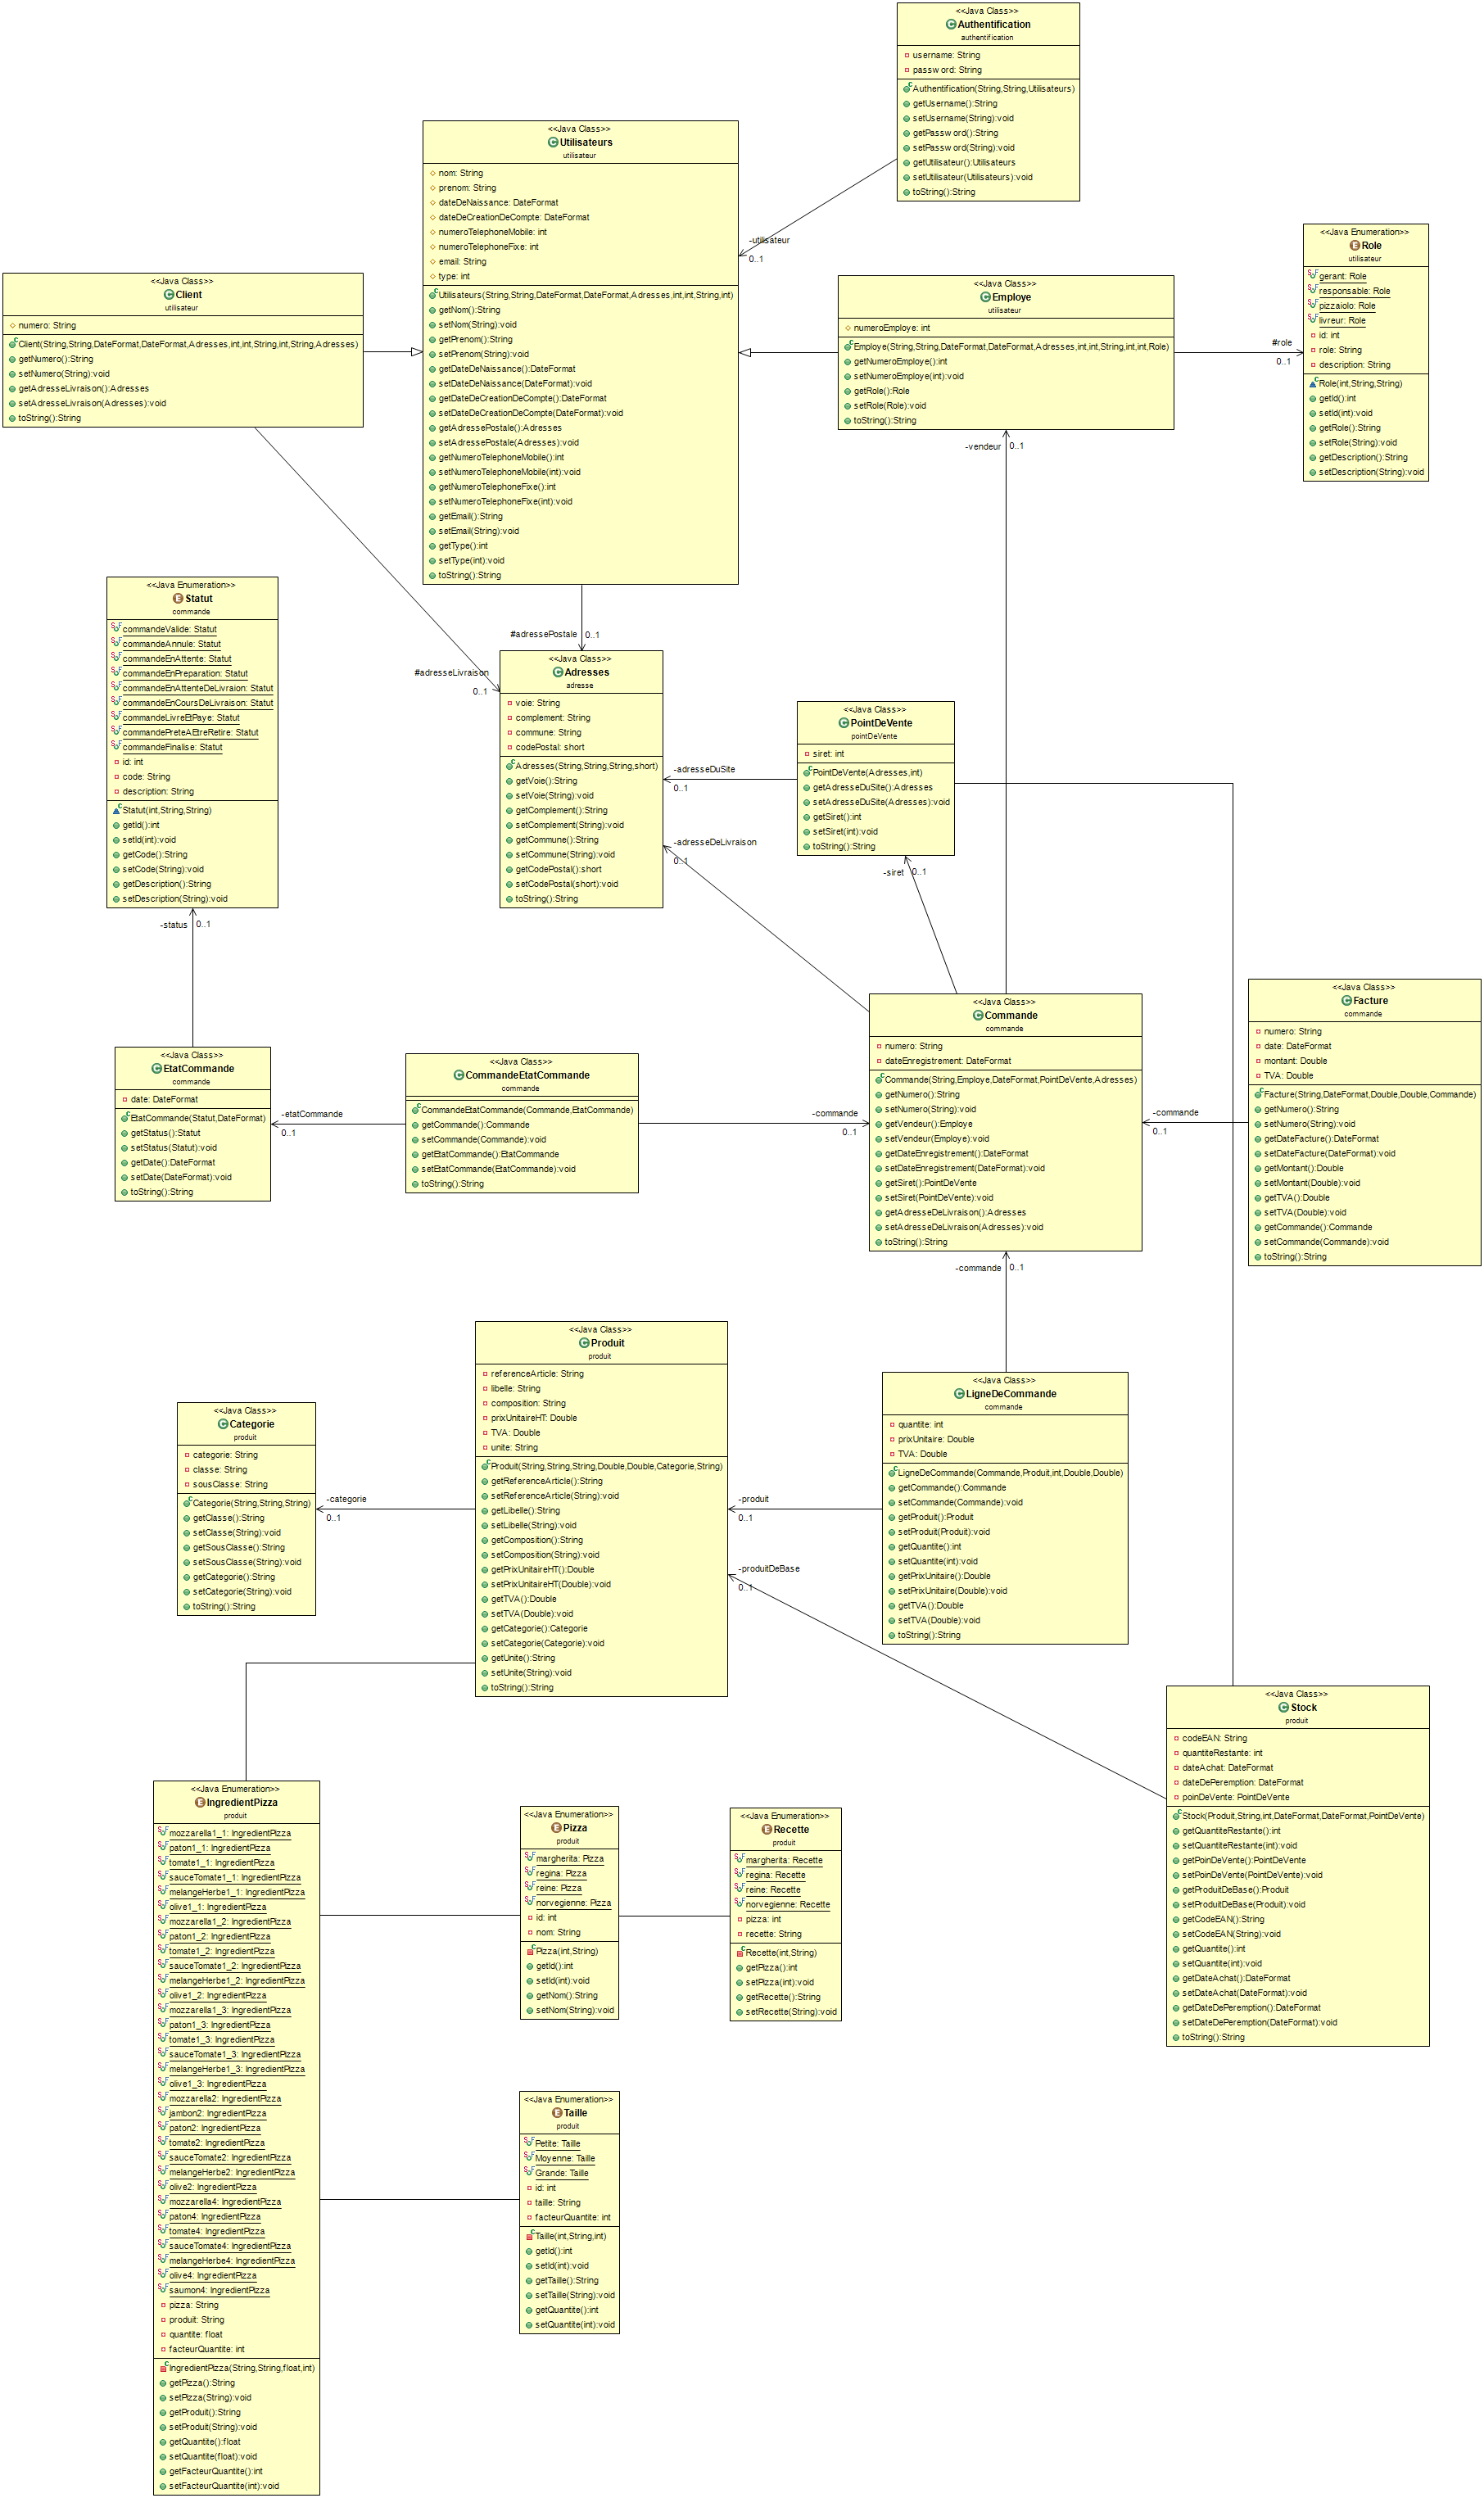 <<Java Class>>
Authentification
authentification
username: String
passw ord: String
Authentification(String,String,Utilisateurs)
getUsername():String
setUsername(String):void
getPassw ord():String
setPassw ord(String):void
getUtilisateur():Utilisateurs
setUtilisateur(Utilisateurs):void
toString():String
<<Java Class>>
Utilisateurs
utilisateur
nom: String
prenom: String
dateDeNaissance: DateFormat
dateDeCreationDeCompte: DateFormat
numeroTelephoneMobile: int
numeroTelephoneFixe: int
email: String
type: int
Utilisateurs(String,String,DateFormat,DateFormat,Adresses,int,int,String,int)
getNom():String
setNom(String):void
getPrenom():String
setPrenom(String):void
getDateDeNaissance():DateFormat
setDateDeNaissance(DateFormat):void
getDateDeCreationDeCompte():DateFormat
setDateDeCreationDeCompte(DateFormat):void
getAdressePostale():Adresses
setAdressePostale(Adresses):void
getNumeroTelephoneMobile():int
setNumeroTelephoneMobile(int):void
getNumeroTelephoneFixe():int
setNumeroTelephoneFixe(int):void
getEmail():String
setEmail(String):void
getType():int
setType(int):void
toString():String
-utilisateur
0..1
<<Java Class>>
Client
utilisateur
numero: String
Client(String,String,DateFormat,DateFormat,Adresses,int,int,String,int,String,Adresses)
getNumero():String
setNumero(String):void
getAdresseLivraison():Adresses
setAdresseLivraison(Adresses):void
toString():String
<<Java Class>>
Employe
utilisateur
numeroEmploye: int
Employe(String,String,DateFormat,DateFormat,Adresses,int,int,String,int,int,Role)
getNumeroEmploye():int
setNumeroEmploye(int):void
getRole():Role
setRole(Role):void
toString():String
#role
0..1
<<Java Enumeration>>
Role
utilisateur
gerant: Role
responsable: Role
pizzaiolo: Role
livreur: Role
id: int
role: String
description: String
Role(int,String,String)
getId():int
setId(int):void
getRole():String
setRole(String):void
getDescription():String
setDescription(String):void
-vendeur
0..1
<<Java Enumeration>>
Statut
commande
commandeValide: Statut
commandeAnnule: Statut
commandeEnAttente: Statut
commandeEnPreparation: Statut
commandeEnAttenteDeLivraion: Statut
commandeEnCoursDeLivraison: Statut
commandeLivreEtPaye: Statut
commandePreteAEtreRetire: Statut
commandeFinalise: Statut
id: int
code: String
description: String
Statut(int,String,String)
getId():int
setId(int):void
getCode():String
setCode(String):void
getDescription():String
setDescription(String):void
#adressePostale
0..1
#adresseLivraison
0..1
<<Java Class>>
Adresses
adresse
voie: String
complement: String
commune: String
codePostal: short
Adresses(String,String,String,short)
getVoie():String
setVoie(String):void
getComplement():String
setComplement(String):void
getCommune():String
setCommune(String):void
getCodePostal():short
setCodePostal(short):void
toString():String
-adresseDuSite
0..1
-adresseDeLivraison
0..1
<<Java Class>>
PointDeVente
pointDeVente
siret: int
PointDeVente(Adresses,int)
getAdresseDuSite():Adresses
setAdresseDuSite(Adresses):void
getSiret():int
setSiret(int):void
toString():String
-siret
0..1
-status
0..1
<<Java Class>>
EtatCommande
commande
date: DateFormat
EtatCommande(Statut,DateFormat)
getStatus():Statut
setStatus(Statut):void
getDate():DateFormat
setDate(DateFormat):void
toString():String
-etatCommande
0..1
<<Java Class>>
CommandeEtatCommande
commande
CommandeEtatCommande(Commande,EtatCommande)
getCommande():Commande
setCommande(Commande):void
getEtatCommande():EtatCommande
setEtatCommande(EtatCommande):void
toString():String
-commande
0..1
<<Java Class>>
Commande
commande
numero: String
dateEnregistrement: DateFormat
Commande(String,Employe,DateFormat,PointDeVente,Adresses)
getNumero():String
setNumero(String):void
getVendeur():Employe
setVendeur(Employe):void
getDateEnregistrement():DateFormat
setDateEnregistrement(DateFormat):void
getSiret():PointDeVente
setSiret(PointDeVente):void
getAdresseDeLivraison():Adresses
setAdresseDeLivraison(Adresses):void
toString():String
-commande
0..1
<<Java Class>>
Facture
commande
numero: String
date: DateFormat
montant: Double
TVA: Double
Facture(String,DateFormat,Double,Double,Commande)
getNumero():String
setNumero(String):void
getDateFacture():DateFormat
setDateFacture(DateFormat):void
getMontant():Double
setMontant(Double):void
getTVA():Double
setTVA(Double):void
getCommande():Commande
setCommande(Commande):void
toString():String
-commande
0..1
<<Java Class>>
Categorie
produit
categorie: String
classe: String
sousClasse: String
Categorie(String,String,String)
getClasse():String
setClasse(String):void
getSousClasse():String
setSousClasse(String):void
getCategorie():String
setCategorie(String):void
toString():String
-categorie
0..1
<<Java Class>>
Produit
produit
referenceArticle: String
libelle: String
composition: String
prixUnitaireHT: Double
TVA: Double
unite: String
Produit(String,String,String,Double,Double,Categorie,String)
getReferenceArticle():String
setReferenceArticle(String):void
getLibelle():String
setLibelle(String):void
getComposition():String
setComposition(String):void
getPrixUnitaireHT():Double
setPrixUnitaireHT(Double):void
getTVA():Double
setTVA(Double):void
getCategorie():Categorie
setCategorie(Categorie):void
getUnite():String
setUnite(String):void
toString():String
-produit
0..1
-produitDeBase
0..1
<<Java Class>>
LigneDeCommande
commande
quantite: int
prixUnitaire: Double
TVA: Double
LigneDeCommande(Commande,Produit,int,Double,Double)
getCommande():Commande
setCommande(Commande):void
getProduit():Produit
setProduit(Produit):void
getQuantite():int
setQuantite(int):void
getPrixUnitaire():Double
setPrixUnitaire(Double):void
getTVA():Double
setTVA(Double):void
toString():String
<<Java Class>>
Stock
produit
codeEAN: String
quantiteRestante: int
dateAchat: DateFormat
dateDePeremption: DateFormat
poinDeVente: PointDeVente
Stock(Produit,String,int,DateFormat,DateFormat,PointDeVente)
getQuantiteRestante():int
setQuantiteRestante(int):void
getPoinDeVente():PointDeVente
setPoinDeVente(PointDeVente):void
getProduitDeBase():Produit
setProduitDeBase(Produit):void
getCodeEAN():String
setCodeEAN(String):void
getQuantite():int
setQuantite(int):void
getDateAchat():DateFormat
setDateAchat(DateFormat):void
getDateDePeremption():DateFormat
setDateDePeremption(DateFormat):void
toString():String
<<Java Enumeration>>
IngredientPizza
produit
mozzarella1_1: IngredientPizza
paton1_1: IngredientPizza
tomate1_1: IngredientPizza
sauceTomate1_1: IngredientPizza
melangeHerbe1_1: IngredientPizza
olive1_1: IngredientPizza
mozzarella1_2: IngredientPizza
paton1_2: IngredientPizza
tomate1_2: IngredientPizza
sauceTomate1_2: IngredientPizza
melangeHerbe1_2: IngredientPizza
olive1_2: IngredientPizza
mozzarella1_3: IngredientPizza
paton1_3: IngredientPizza
tomate1_3: IngredientPizza
sauceTomate1_3: IngredientPizza
melangeHerbe1_3: IngredientPizza
olive1_3: IngredientPizza
mozzarella2: IngredientPizza
jambon2: IngredientPizza
paton2: IngredientPizza
tomate2: IngredientPizza
sauceTomate2: IngredientPizza
melangeHerbe2: IngredientPizza
olive2: IngredientPizza
mozzarella4: IngredientPizza
paton4: IngredientPizza
tomate4: IngredientPizza
sauceTomate4: IngredientPizza
melangeHerbe4: IngredientPizza
olive4: IngredientPizza
saumon4: IngredientPizza
pizza: String
produit: String
quantite: float
facteurQuantite: int
IngredientPizza(String,String,float,int)
getPizza():String
setPizza(String):void
getProduit():String
setProduit(String):void
getQuantite():float
setQuantite(float):void
getFacteurQuantite():int
setFacteurQuantite(int):void
<<Java Enumeration>>
Pizza
produit
margherita: Pizza
regina: Pizza
reine: Pizza
norvegienne: Pizza
id: int
nom: String
Pizza(int,String)
getId():int
setId(int):void
getNom():String
setNom(String):void
<<Java Enumeration>>
Recette
produit
margherita: Recette
regina: Recette
reine: Recette
norvegienne: Recette
pizza: int
recette: String
Recette(int,String)
getPizza():int
setPizza(int):void
getRecette():String
setRecette(String):void
<<Java Enumeration>>
Taille
produit
Petite: Taille
Moyenne: Taille
Grande: Taille
id: int
taille: String
facteurQuantite: int
Taille(int,String,int)
getId():int
setId(int):void
getTaille():String
setTaille(String):void
getQuantite():int
setQuantite(int):void